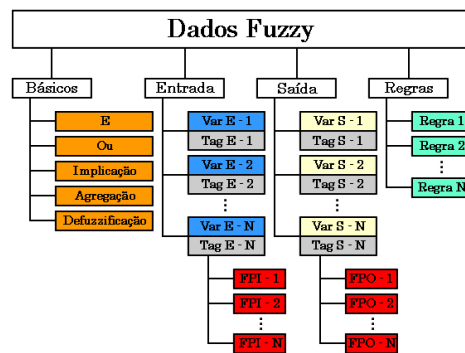 Dados Fuzzy
Básicos
Entrada
Saída
Regras
E
Ou
Implicação
Agregação
Defuzzificação
Var E - 1
Tag E - 1
Var E - 2
Tag E - 2
Var E - N
Tag E - N
FPI - 1
FPI - 2
FPI - N
Var S - 1
Tag S - 1
Var S - 2
Tag S - 2
Var S - N
Tag S - N
FPO - 1
FPO - 2
FPO - N
Regra 1
Regra 2
Regra N